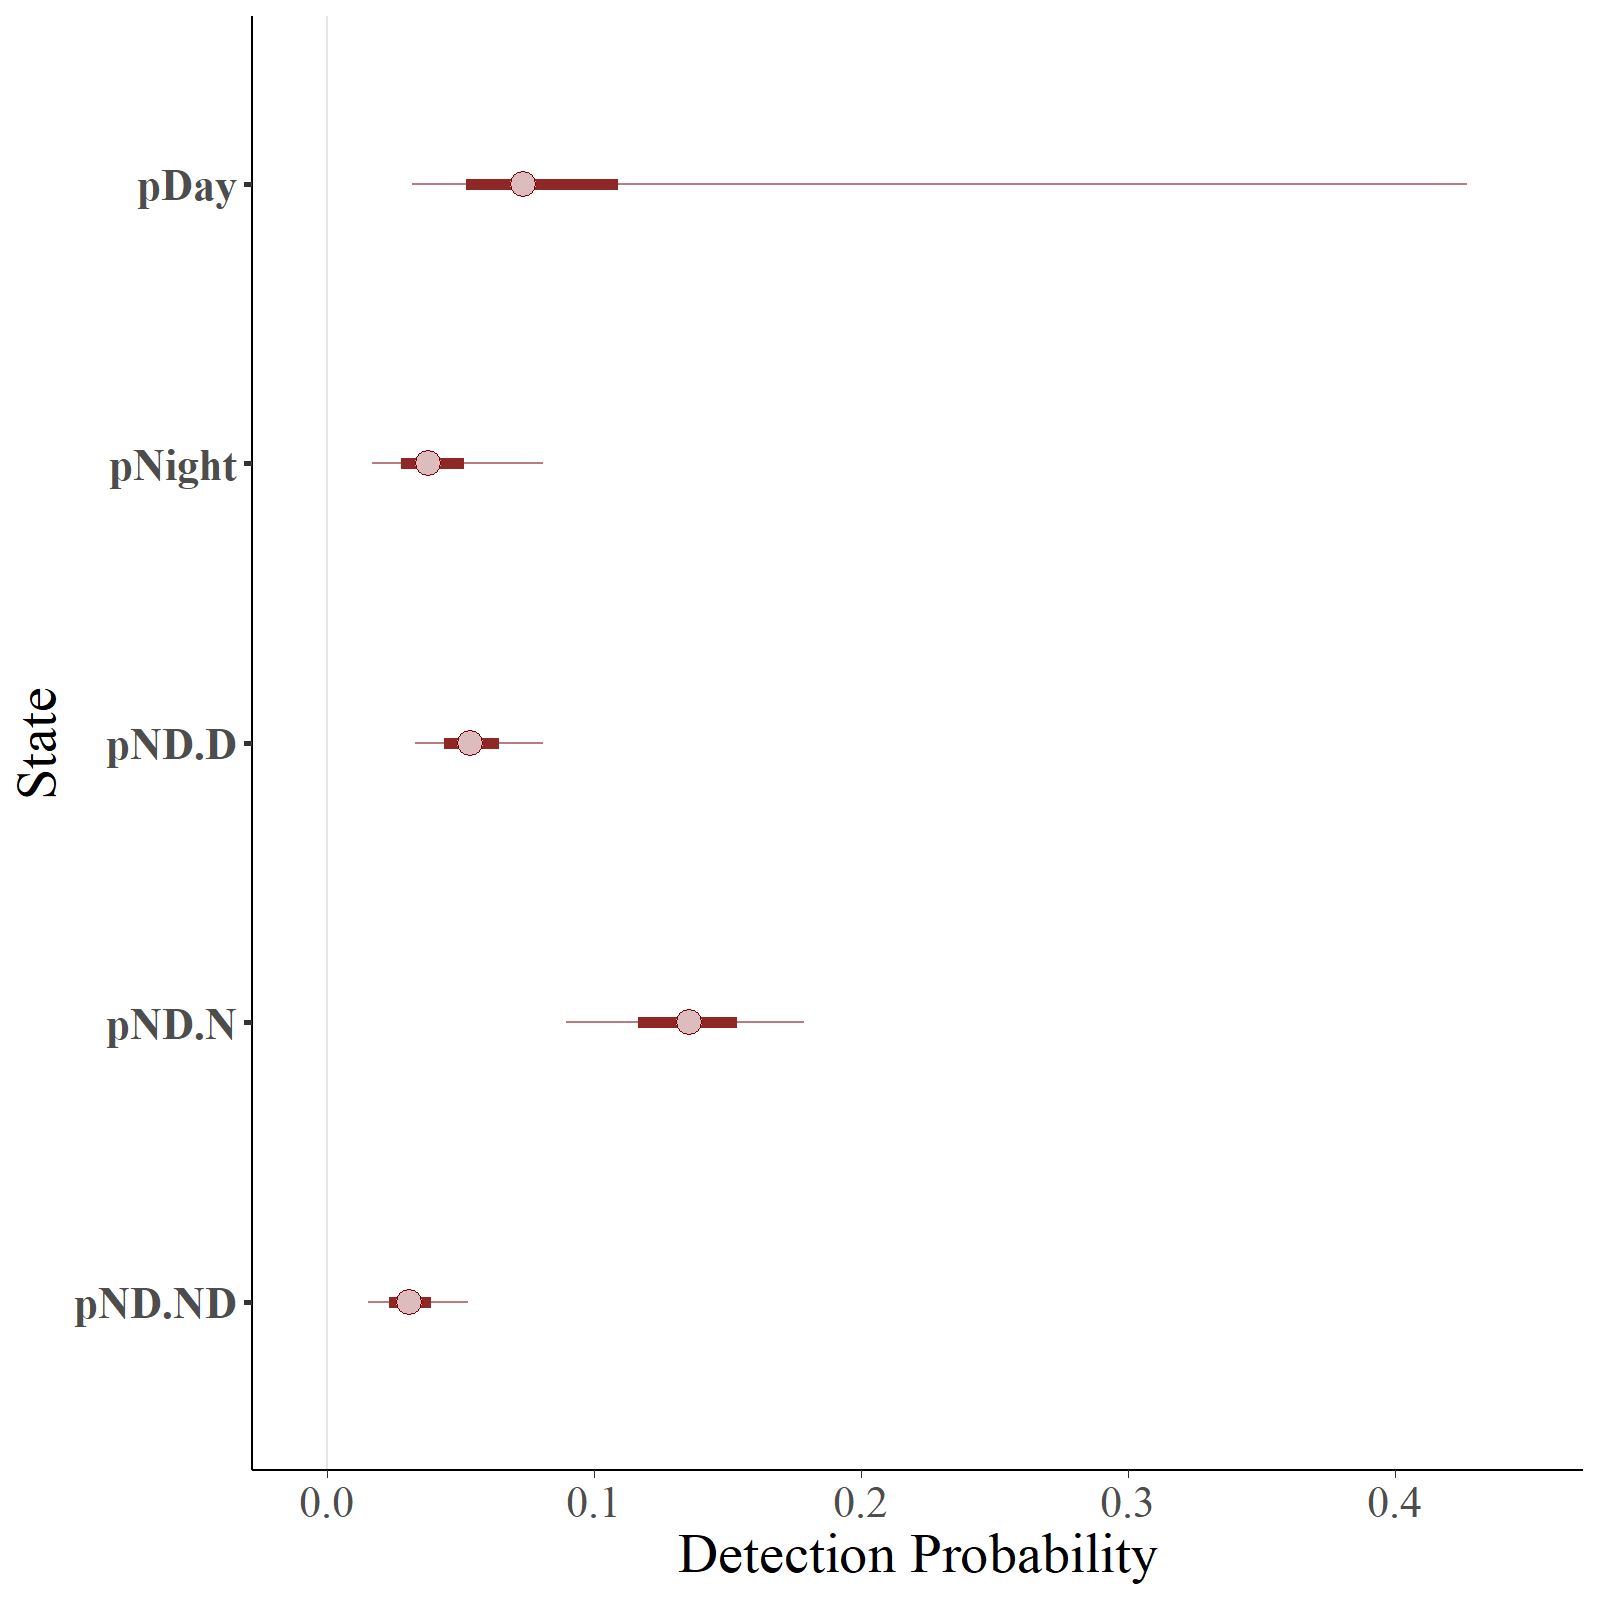 pDay
pNight
pND.D
pND.N
pND.ND
State
0.0 0.1 0.2 0.3 0.4
Detection Probability